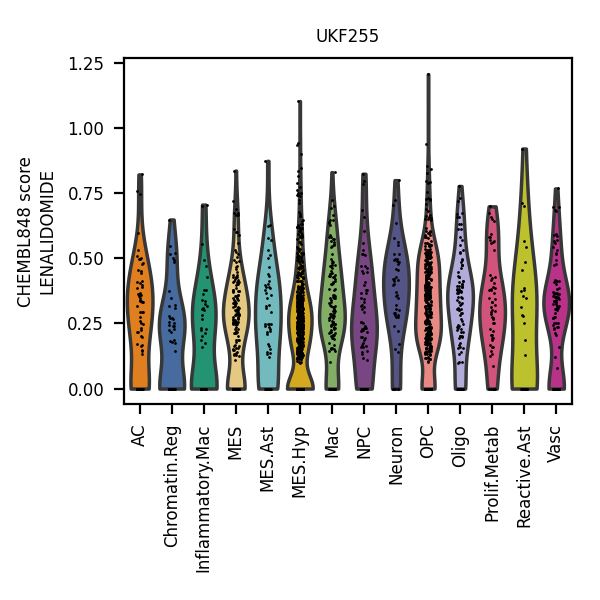 UKF255
CHEMBL848 score
LENALIDOMIDE
1.25
1.00
0.75
0.50
0.25
0.00
AC
Chromatin.Reg
Inflammatory.Mac
MES
MES.Ast
MES.Hyp
Mac
NPC
Neuron
OPC
Oligo
Prolif.Metab
Reactive.Ast
Vasc